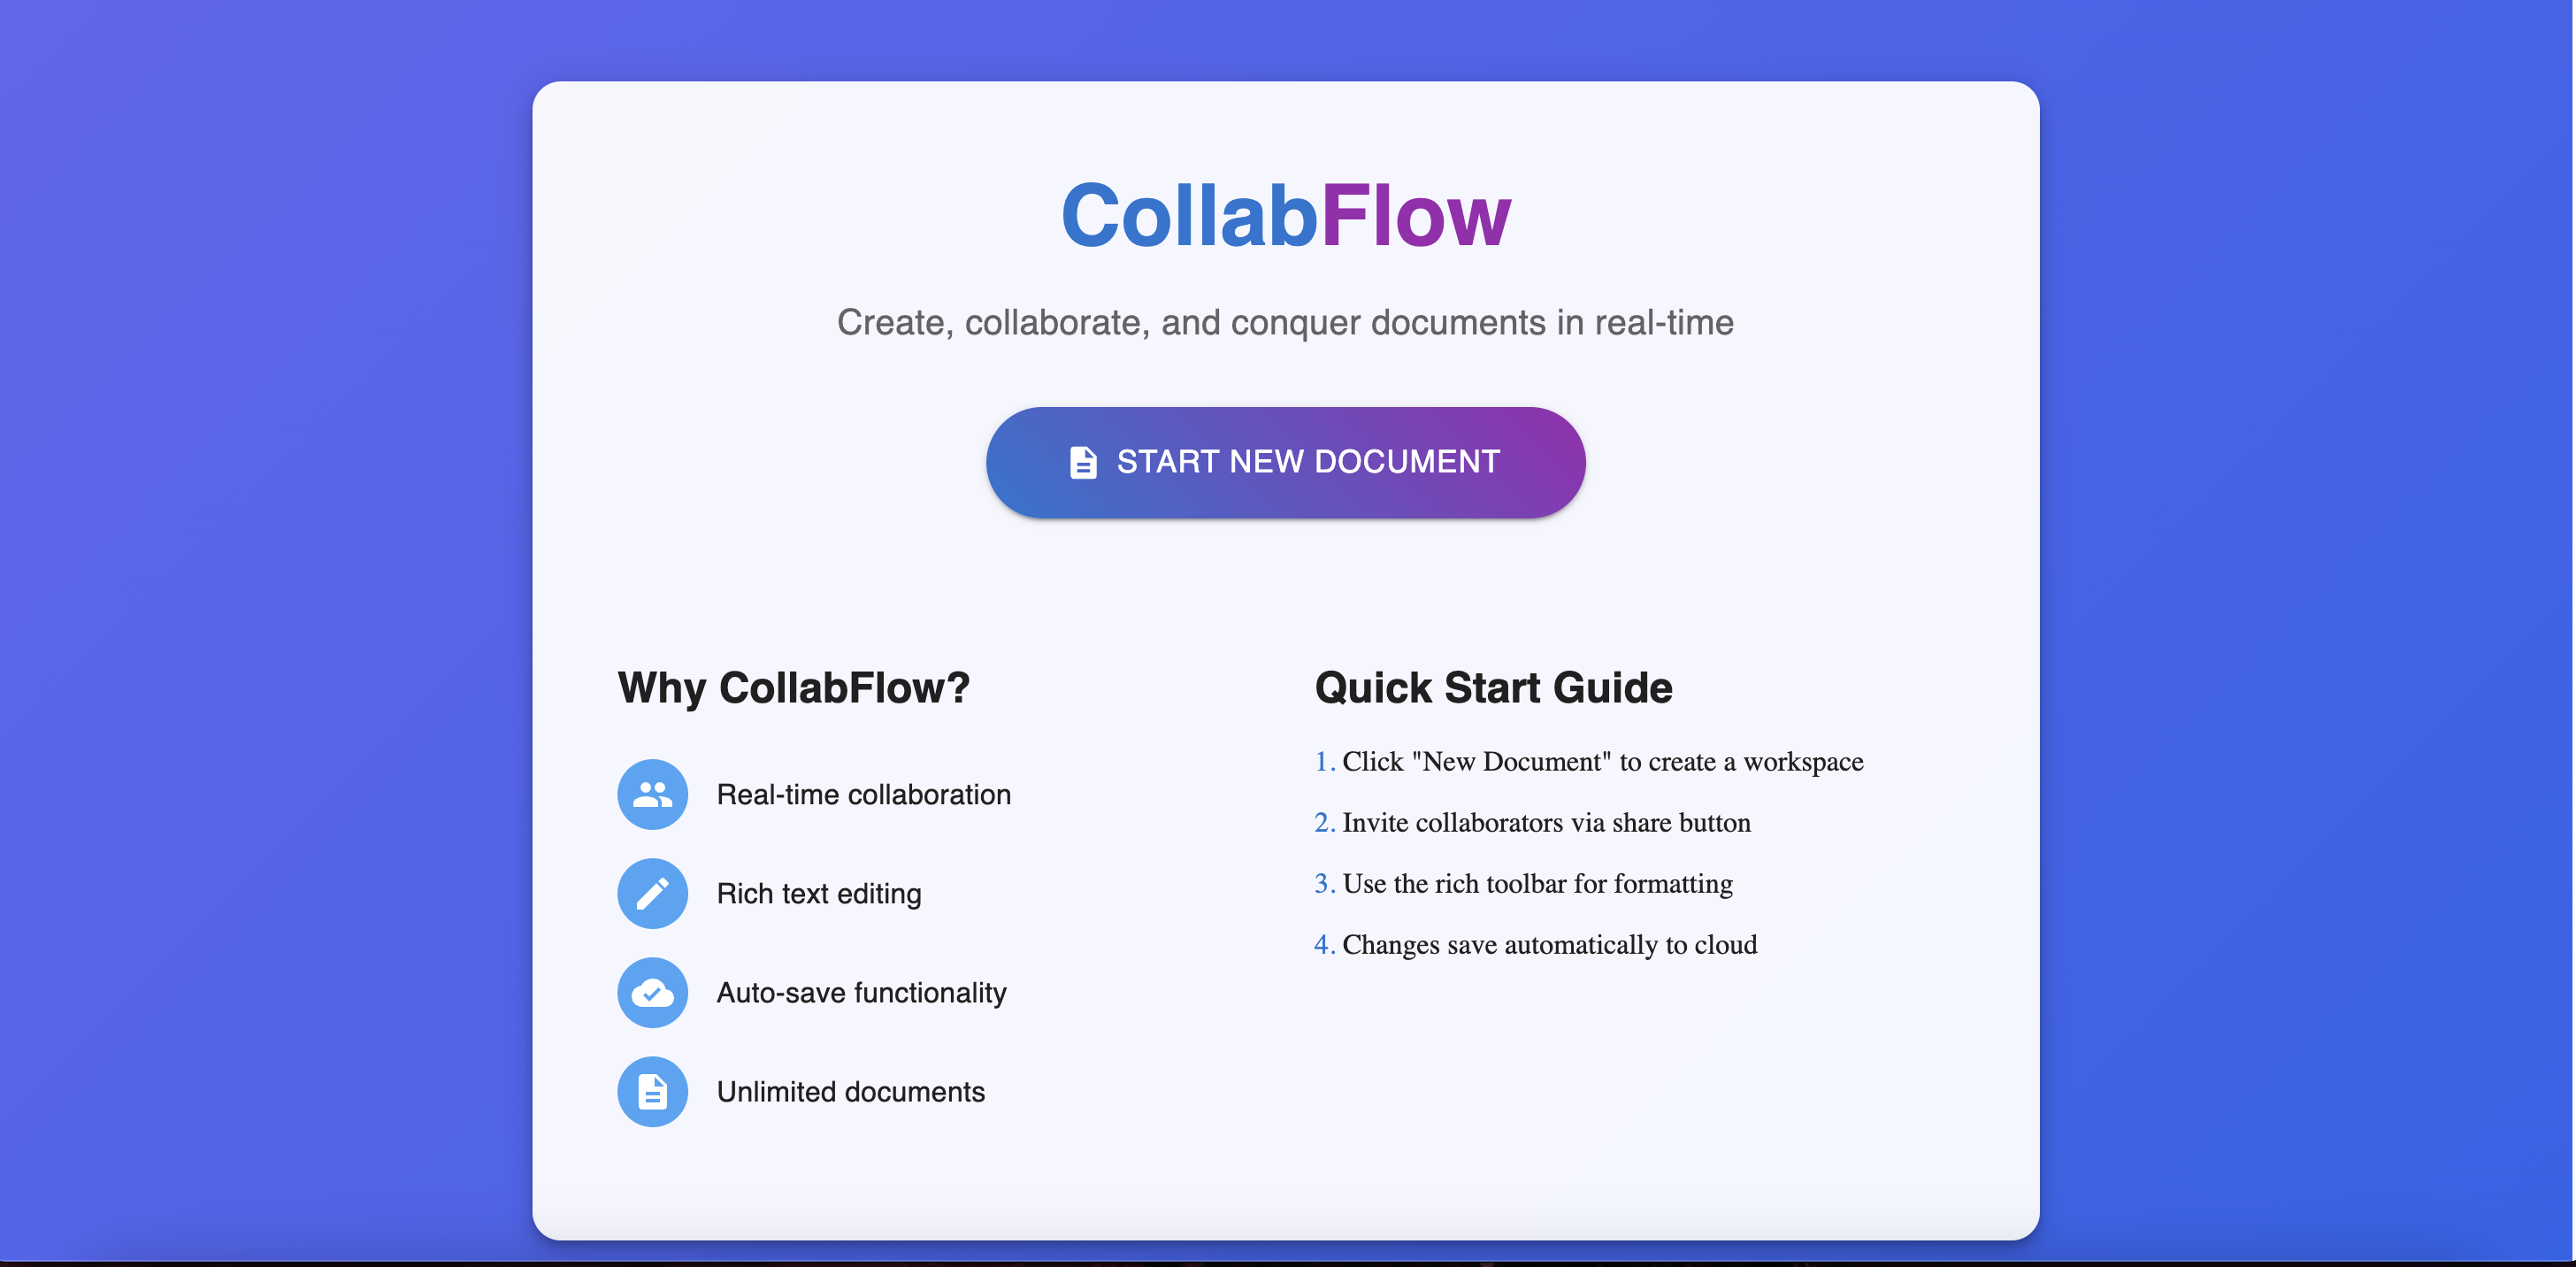 CollabFlow
Create, collaborate, and conquer documents in real-time
START NEW DOCUMENT
Why CollabFlow?
Real-time collaboration
Rich text editing
Auto-save functionality
Unlimited documents
Quick Start Guide
1. Click "New Document" to create a workspace
2. Invite collaborators via share button
3. Use the rich toolbar for formatting
4. Changes save automatically to cloud